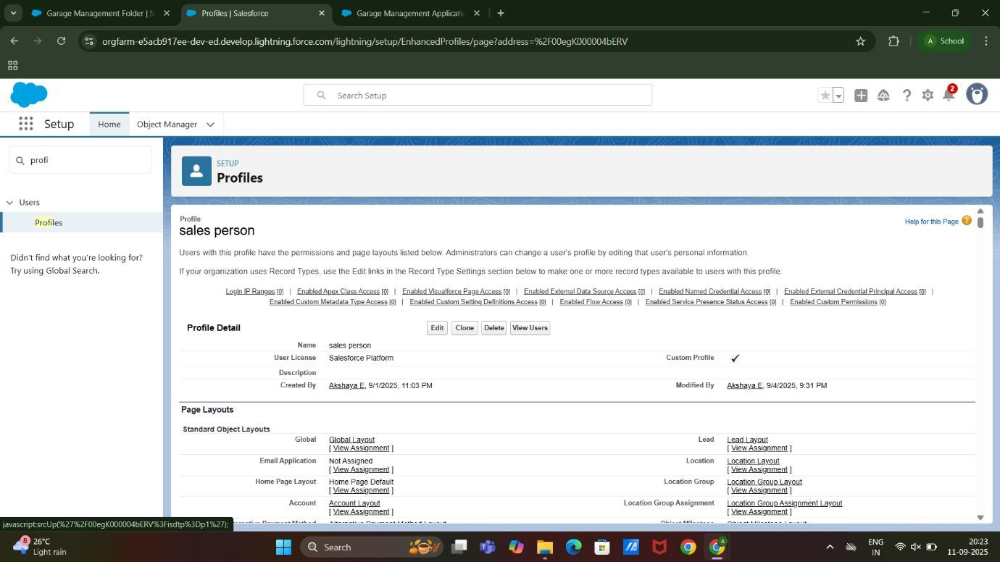 Garage Management Folder | S
Profiles | Salesforce
Garage Management Applicatio
orgfarm-e5acb917ee-dev-ed.develop.lightning.force.com/lightning/setup/EnhancedProfiles/page?address=%2F00egK000004bERV
A School
Search Setup
2
Setup Home Object Manager
profi
Users
Profiles
Didn't find what you're looking for?
Try using Global Search.
SETUP
Profiles
Profile
sales person
Help for this Page
Users with this profile have the permissions and page layouts listed below. Administrators can change a user's profile by editing that user's personal information.
If your organization uses Record Types, use the Edit links in the Record Type Settings section below to make one or more record types available to users with this profile.
Login IP Ranges [0] | Enabled Apex Class Access [0] | Enabled Visualforce Page Access [0] | Enabled External Data Source Access [0] | Enabled Named Credential Access [0] | Enabled External Credential Principal Access [0] |
Enabled Custom Metadata Type Access [0] | Enabled Custom Setting Definitions Access [0] | Enabled Flow Access [0] | Enabled Service Presence Status Access [0] | Enabled Custom Permissions [0]
Profile Detail Edit Clone Delete View Users
Name sales person
User License Salesforce Platform Custom Profile ✓
Description
Created By Akshaya E, 9/1/2025, 11:03 PM Modified By Akshaya E, 9/4/2025, 9:31 PM
Page Layouts
Standard Object Layouts
Global Global Layout Lead Lead Layout
[ View Assignment ] [ View Assignment ]
Email Application Not Assigned Location Location Layout
[ View Assignment ] [ View Assignment ]
Home Page Layout Home Page Default Location Group Location Group Layout
[ View Assignment ] [ View Assignment ]
Account Account Layout Location Group Assignment Location Group Assignment Layout
[ View Assignment ] [ View Assignment ]
javascript:srcUp(%27%2F00egK000004bERV%3Fisdtp%3Dp1%27);
8 26°C
Light rain
Search
ENG
IN
20:23
11-09-2025